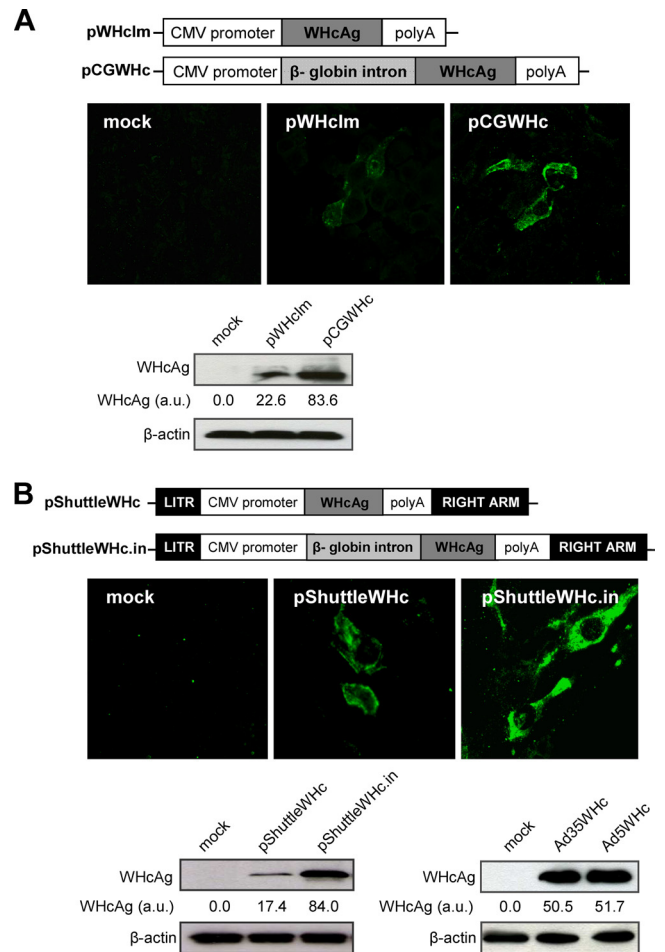 A
pWHcIm CMV promoter WHcAg polyA
pCGWHc CMV promoter β- globin intron WHcAg polyA
mock pWHcIm pCGWHc
mock pWHcIm pCGWHc
WHcAg
WHcAg (a.u.) 0.0 22.6 83.6
β-actin
B
pShuttleWHc LITR CMV promoter WHcAg polyA RIGHT ARM
pShuttleWHc.in LITR CMV promoter β- globin intron WHcAg polyA RIGHT ARM
mock pShuttleWHc pShuttleWHc.in
mock pShuttleWHc pShuttleWHc.in
WHcAg
WHcAg (a.u.) 0.0 17.4 84.0
β-actin
mock Ad35WHc Ad5WHc
WHcAg
WHcAg (a.u.) 0.0 50.5 51.7
β-actin